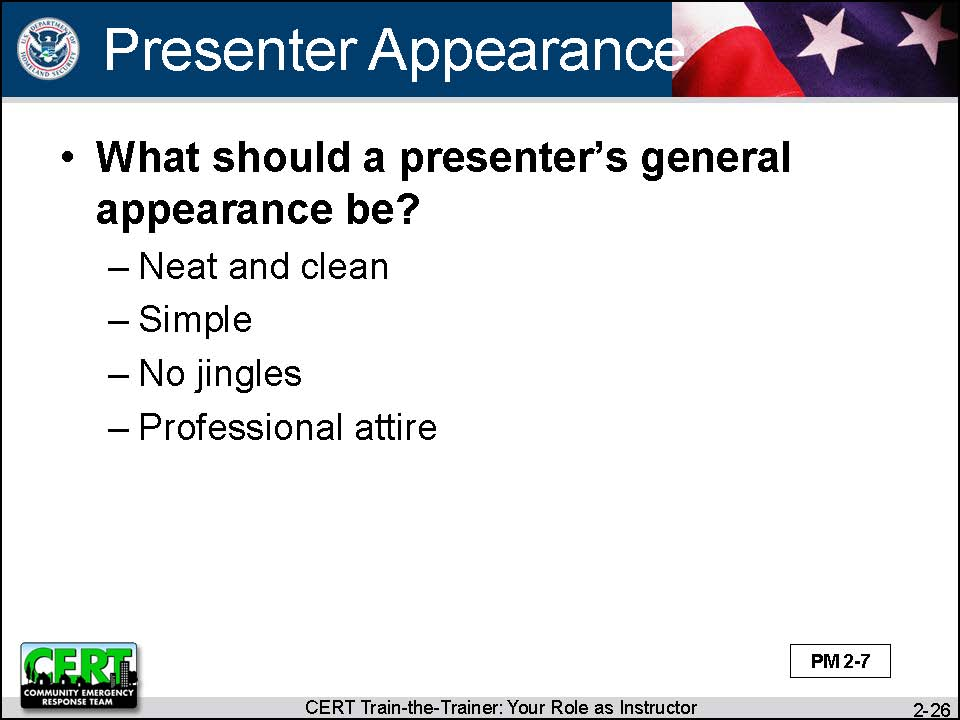 U.S. DEPARTMENT OF HOMELAND SECURITY
Presenter Appearance
• What should a presenter’s general
appearance be?
– Neat and clean
– Simple
– No jingles
– Professional attire
PM 2-7
CERT
COMMUNITY EMERGENCY
RESPONSE TEAM
CERT Train-the-Trainer: Your Role as Instructor
2-26